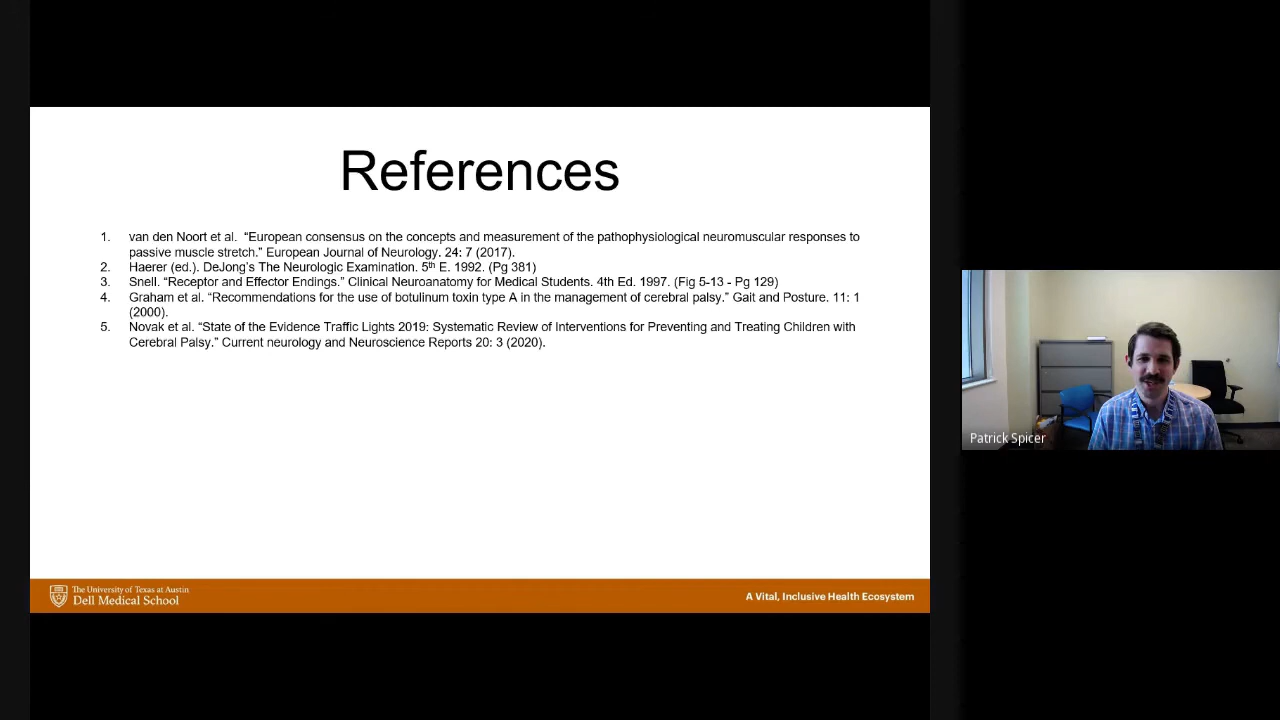 References
1. van den Noort et al.  “European consensus on the concepts and measurement of the pathophysiological neuromuscular responses to
passive muscle stretch.” European Journal of Neurology. 24: 7 (2017).
2. Haerer (ed.). DeJong’s The Neurologic Examination. 5th E. 1992. (Pg 381)
3. Snell. “Receptor and Effector Endings.” Clinical Neuroanatomy for Medical Students. 4th Ed. 1997. (Fig 5-13 - Pg 129)
4. Graham et al. “Recommendations for the use of botulinum toxin type A in the management of cerebral palsy.” Gait and Posture. 11: 1
(2000).
5. Novak et al. “State of the Evidence Traffic Lights 2019: Systematic Review of Interventions for Preventing and Treating Children with
Cerebral Palsy.” Current neurology and Neuroscience Reports 20: 3 (2020).
Patrick Spicer
The University of Texas at Austin
Dell Medical School
A Vital, Inclusive Health Ecosystem